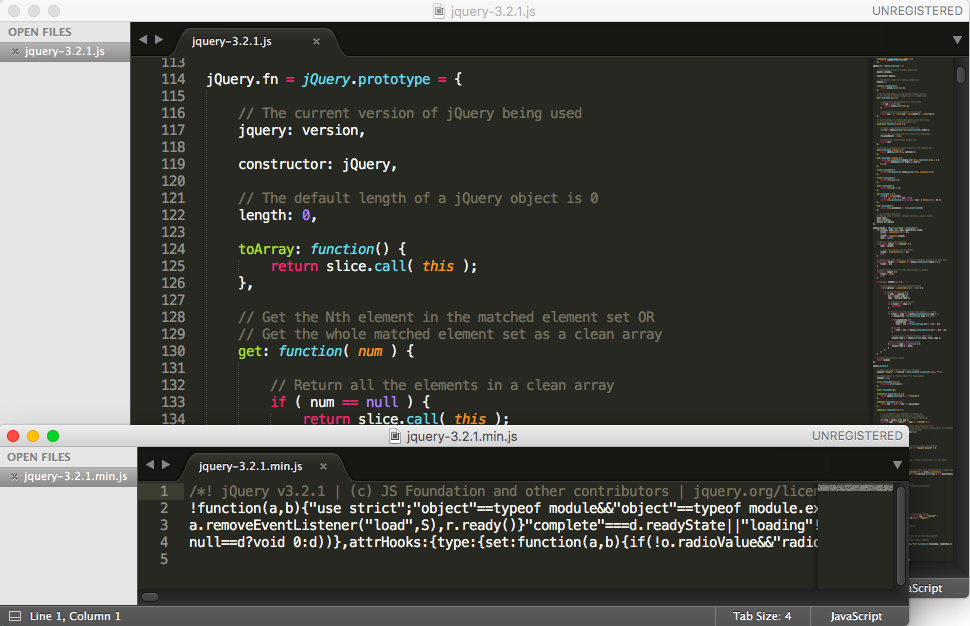 jquery-3.2.1.js
UNREGISTERED
OPEN FILES
× jquery-3.2.1.js
jquery-3.2.1.js ×
113
114 jQuery.fn = jQuery.prototype = {
115
116 // The current version of jQuery being used
117 jquery: version,
118
119 constructor: jQuery,
120
121 // The default length of a jQuery object is 0
122 length: 0,
123
124 toArray: function() {
125 return slice.call( this );
126 },
127
128 // Get the Nth element in the matched element set OR
129 // Get the whole matched element set as a clean array
130 get: function( num ) {
131
132 // Return all the elements in a clean array
133 if ( num == null ) {
134 return slice.call( this );
jquery-3.2.1.min.js
UNREGISTERED
OPEN FILES
× jquery-3.2.1.min.js
jquery-3.2.1.min.js ×
1 /*! jQuery v3.2.1 | (c) JS Foundation and other contributors | jquery.org/licen
2 !function(a,b){"use strict";"object"==typeof module&&"object"==typeof module.ex
3 a.removeEventListener("load",S),r.ready()}"complete"===d.readyState||"loading"!
4 null==d?void 0:d))},attrHooks:{type:{set:function(a,b){if(!o.radioValue&&"radio
5
aScript
Line 1, Column 1
Tab Size: 4
JavaScript